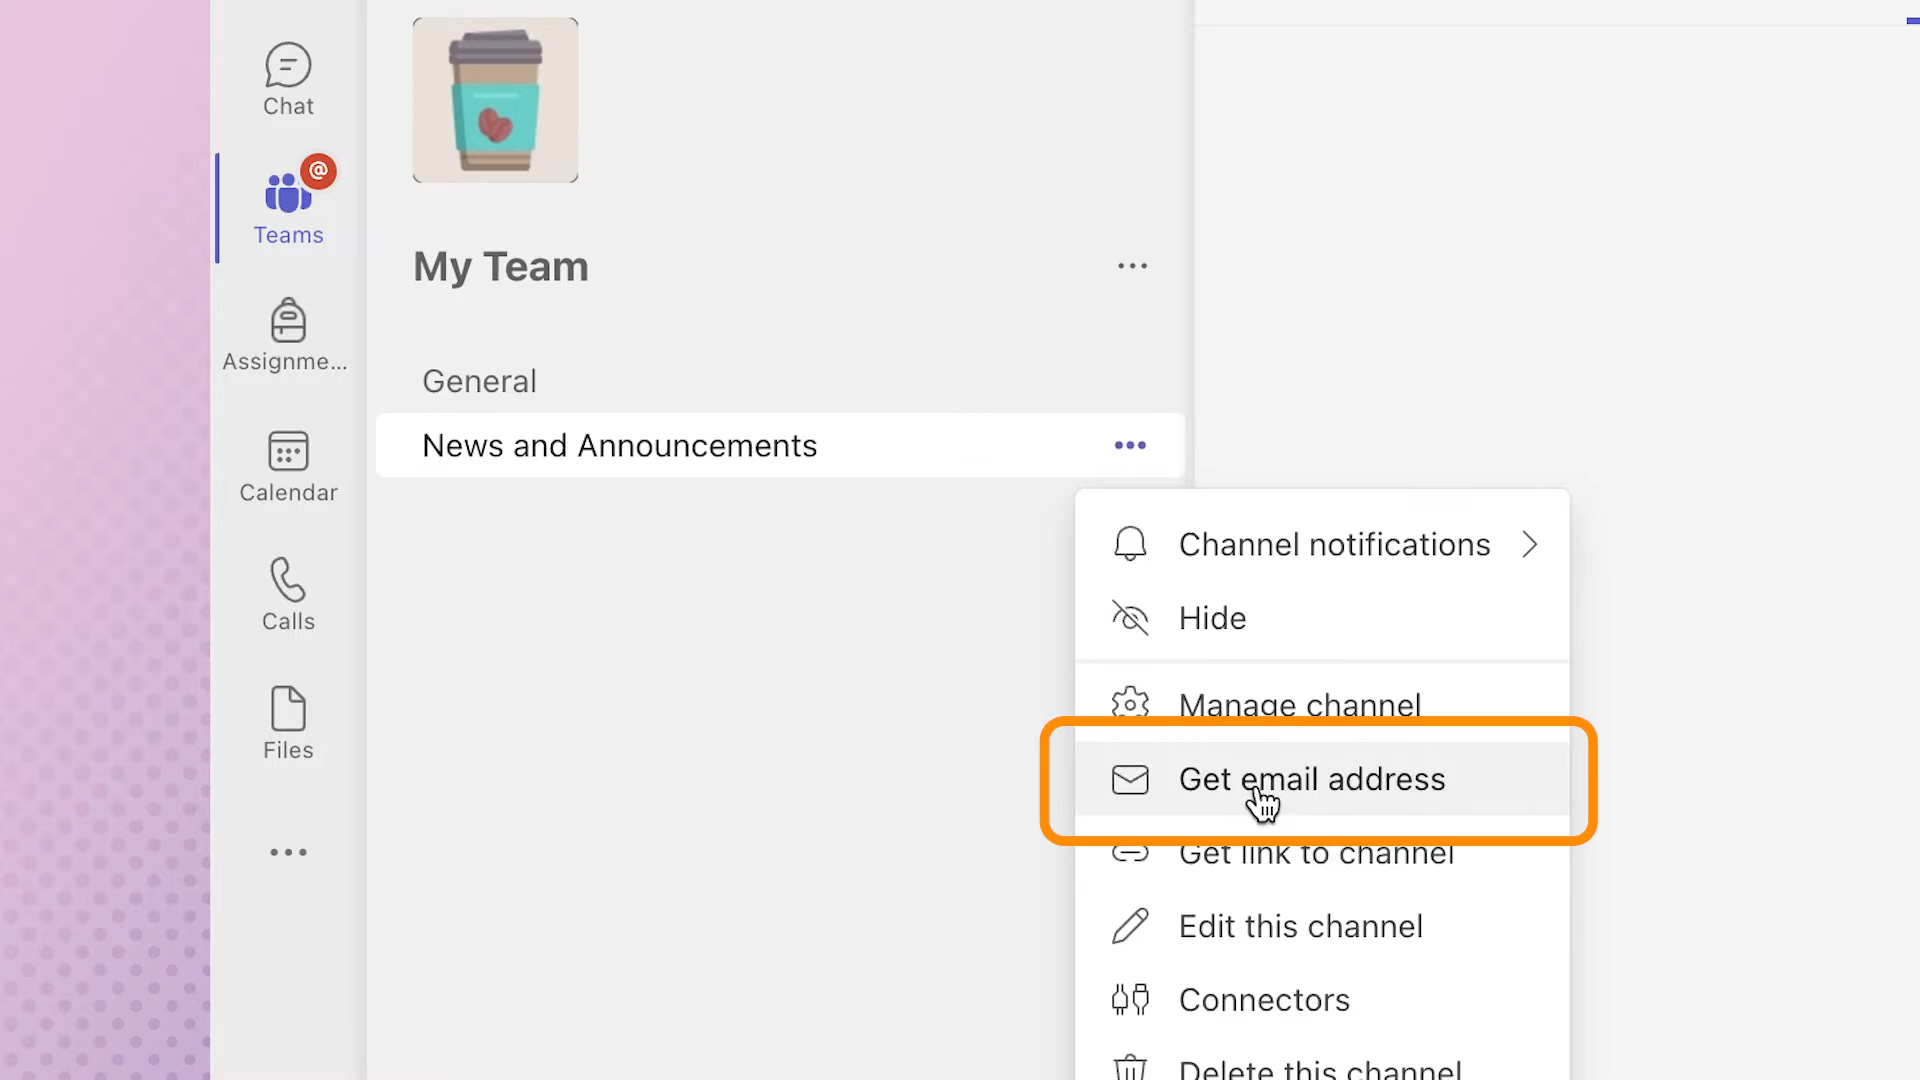 Chat
@
Teams
Assignme...
Calendar
Calls
Files
My Team
General
News and Announcements
Channel notifications
Hide
Manage channel
Get email address
Get link to channel
Edit this channel
Connectors
Delete this channel